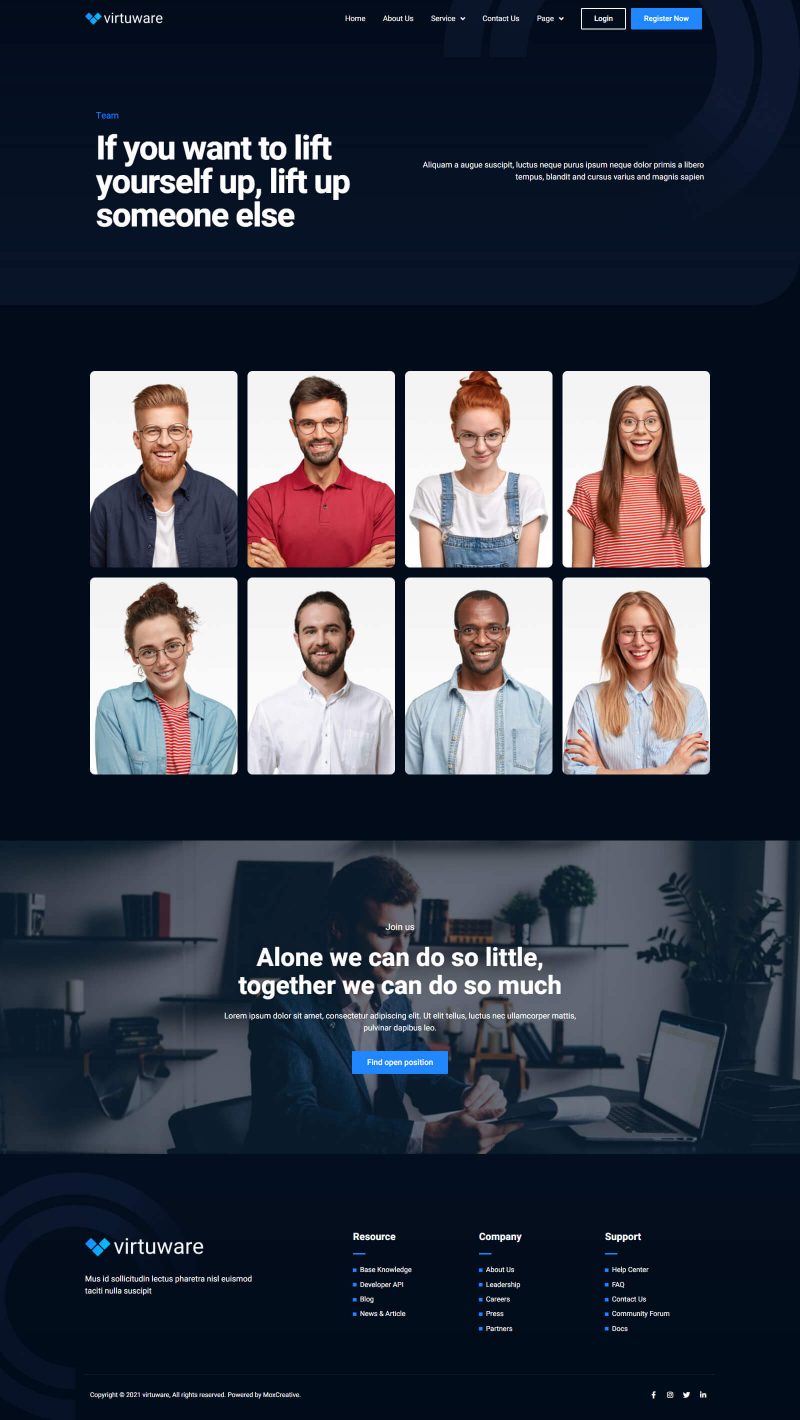 virtuware
Home About Us Service Contact Us Page Login Register Now
Team
If you want to lift
yourself up, lift up
someone else
Aliquam a augue suscipit, luctus neque purus ipsum neque dolor primis a libero
tempus, blandit and cursus varius and magnis sapien
Join us
Alone we can do so little,
together we can do so much
Lorem ipsum dolor sit amet, consectetur adipiscing elit. Ut elit tellus, luctus nec ullamcorper mattis,
pulvinar dapibus leo.
Find open position
virtuware
Mus id sollicitudin lectus pharetra nisl euismod
taciti nulla suscipit
Resource
Base Knowledge
Developer API
Blog
News & Article
Company
About Us
Leadership
Careers
Press
Partners
Support
Help Center
FAQ
Contact Us
Community Forum
Docs
Copyright © 2021 virtuware, All rights reserved. Powered by MoxCreative.